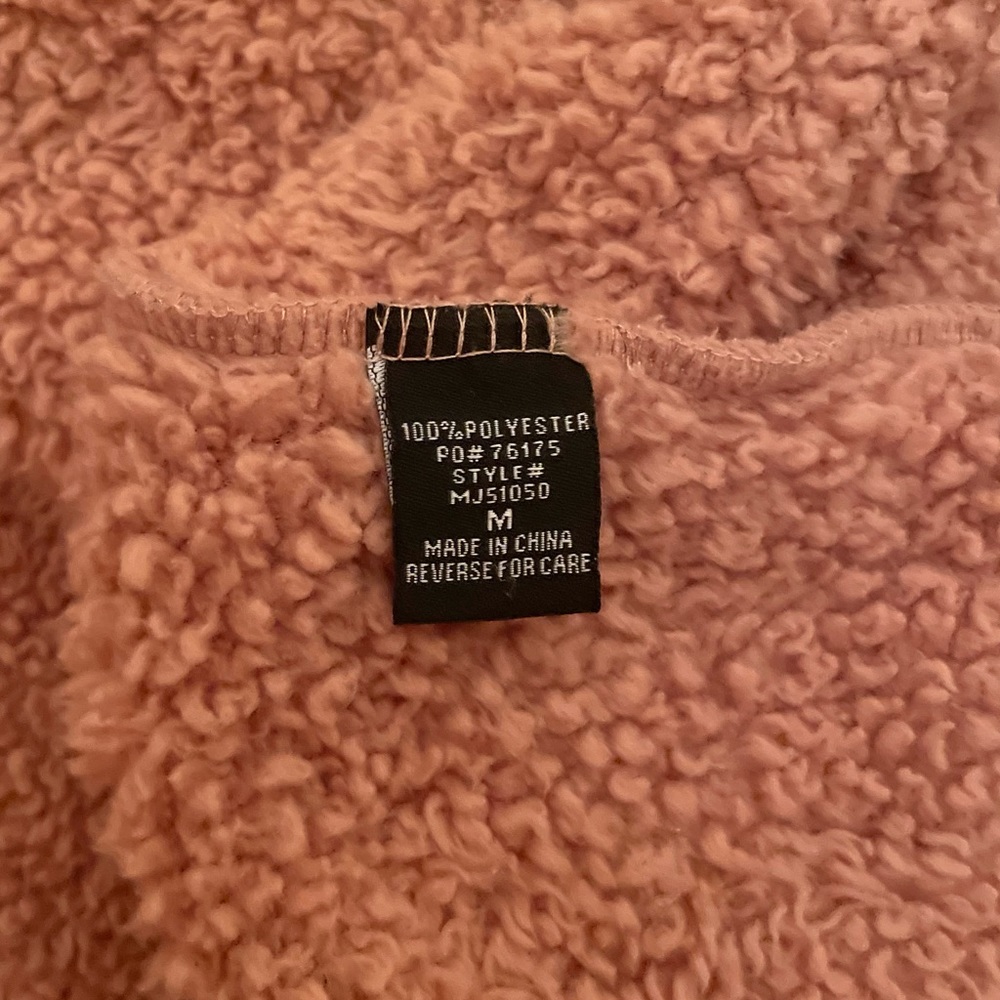 100%POLYESTER
PO# 76175
STYLE#
MJ51050
M
MADE IN CHINA
REVERSE FOR CARE